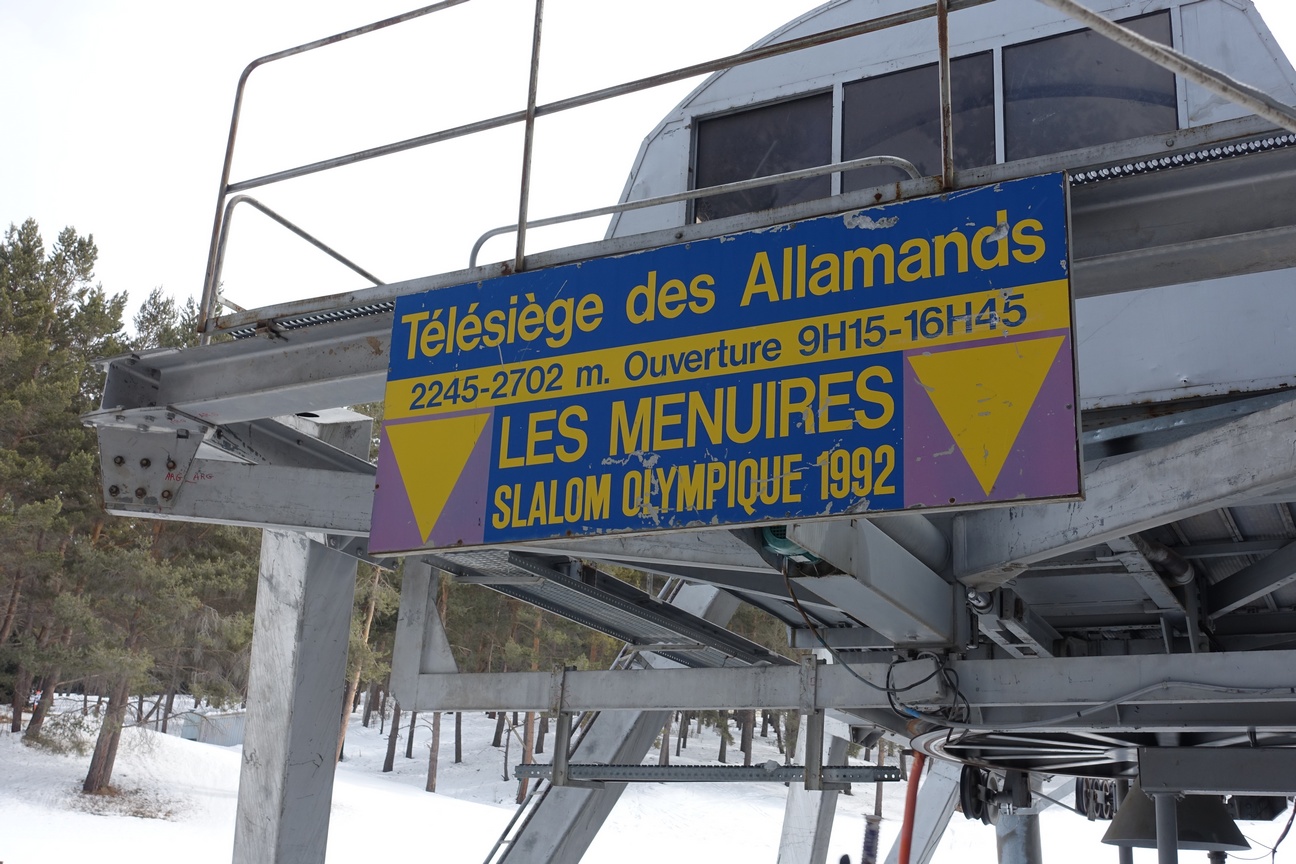 Télésiège des Allamands
2245-2702 m. Ouverture 9H15-16H45
LES MENUIRES
SLALOM OLYMPIQUE 1992